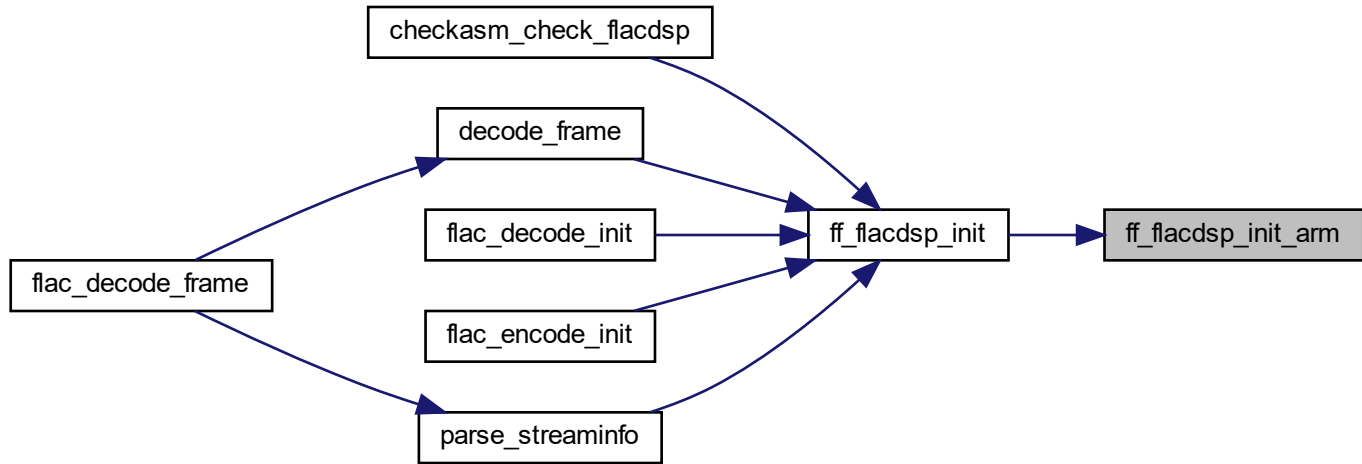 checkasm_check_flacdsp
decode_frame
flac_decode_init
ff_flacdsp_init
ff_flacdsp_init_arm
flac_decode_frame
flac_encode_init
parse_streaminfo